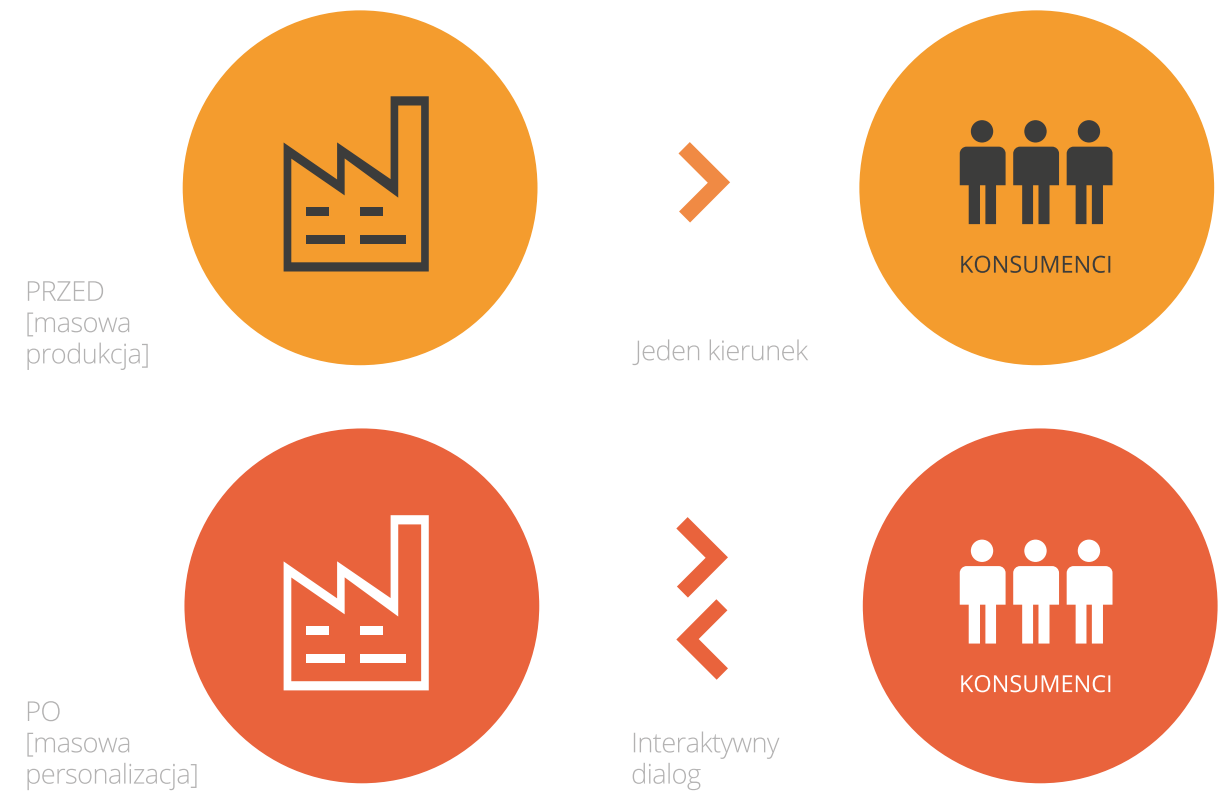 PRZED
[masowa
produkcja]
Jeden kierunek
KONSUMENCI
PO
[masowa
personalizacja]
Interaktywny
dialog
KONSUMENCI